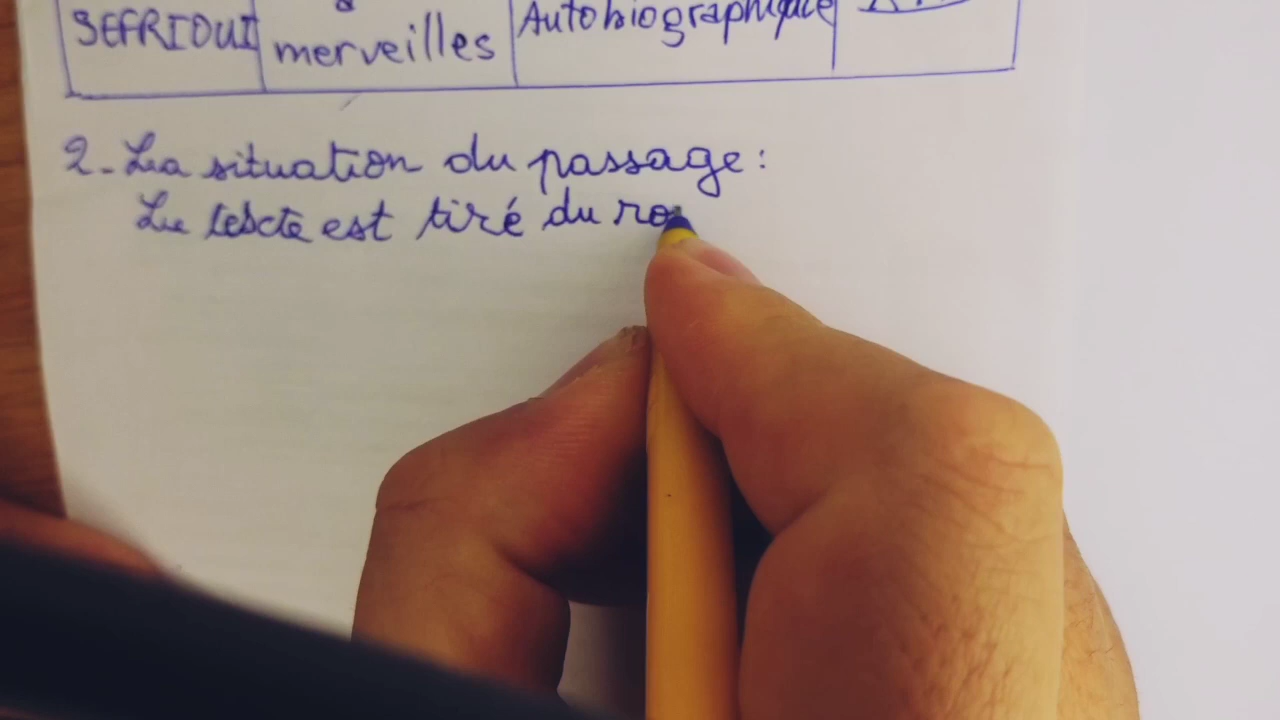 SEFRIOUI merveilles Autobiographique
2- La situation du passage :
Le texte est tiré du ro